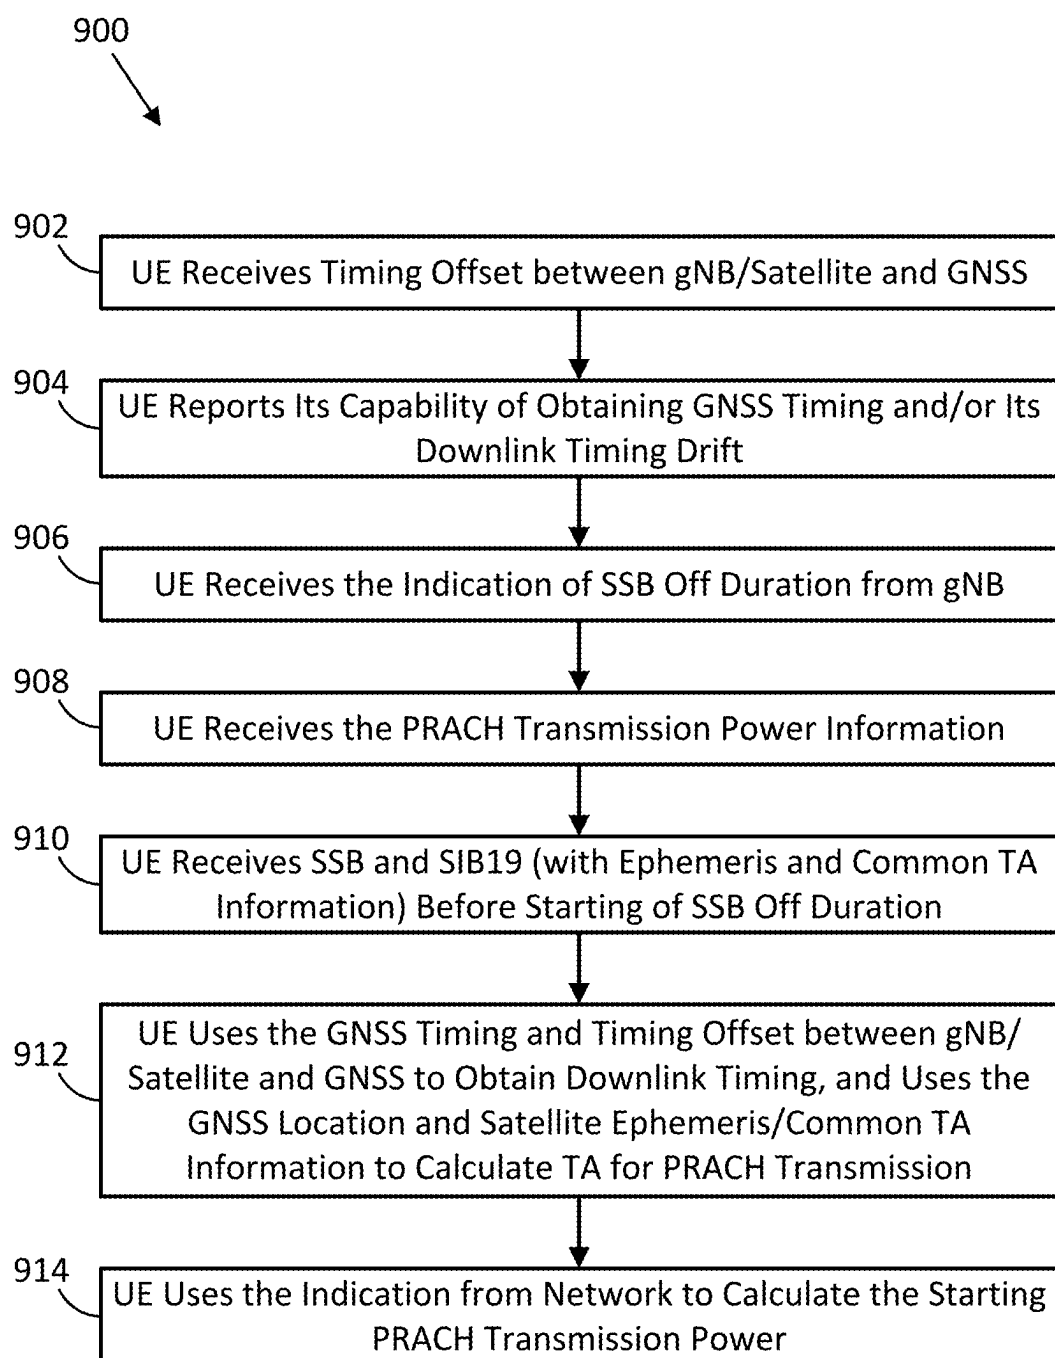 900
902
UE Receives Timing Offset between gNB/Satellite and GNSS
904
UE Reports Its Capability of Obtaining GNSS Timing and/or Its
Downlink Timing Drift
906
UE Receives the Indication of SSB Off Duration from gNB
908
UE Receives the PRACH Transmission Power Information
910
UE Receives SSB and SIB19 (with Ephemeris and Common TA
Information) Before Starting of SSB Off Duration
912
UE Uses the GNSS Timing and Timing Offset between gNB/
Satellite and GNSS to Obtain Downlink Timing, and Uses the
GNSS Location and Satellite Ephemeris/Common TA
Information to Calculate TA for PRACH Transmission
914
UE Uses the Indication from Network to Calculate the Starting
PRACH Transmission Power